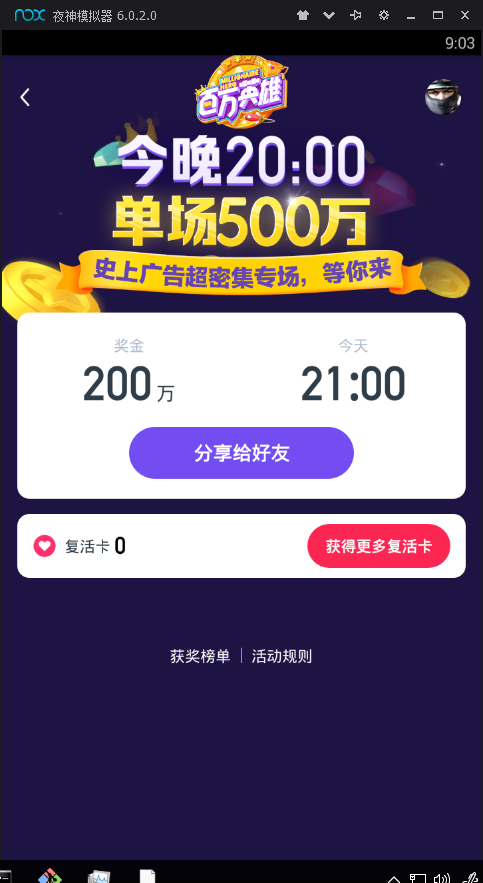 nox 夜神模拟器 6.0.2.0
9:03
MILLIONAIRE HERO
百万英雄
今晚20:00
单场500万
史上广告超密集专场，等你来
奖金 今天
200万 21:00
分享给好友
复活卡 0 获得更多复活卡
获奖榜单 | 活动规则